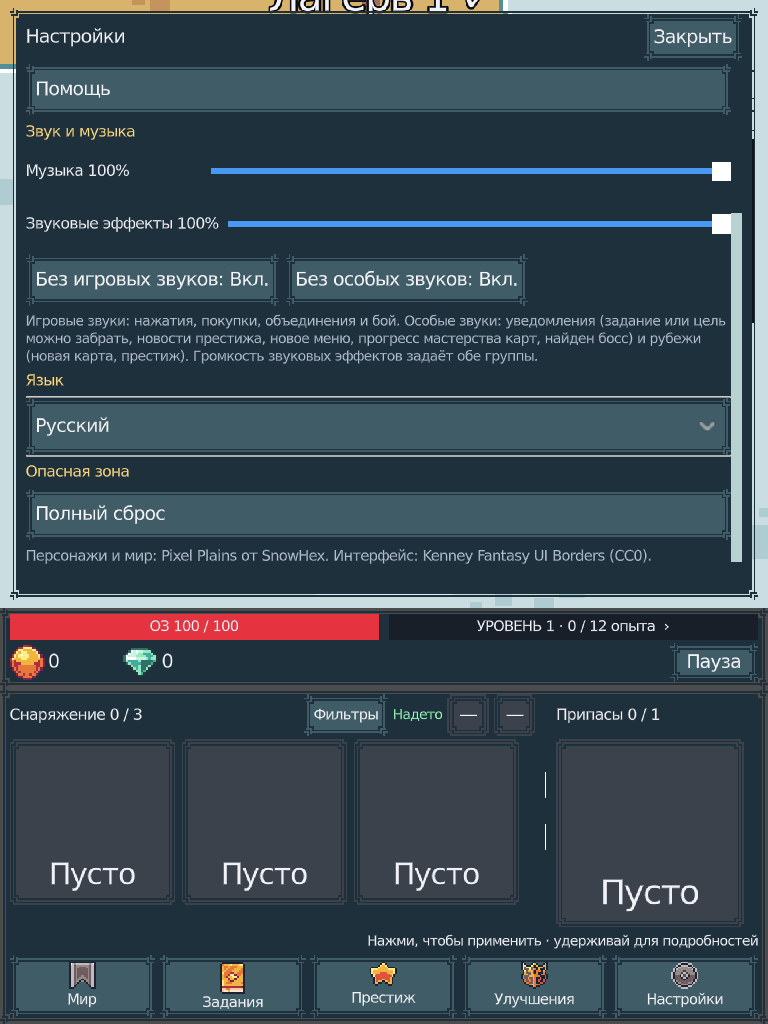 Лагерь 1 ✓
Настройки
Закрыть
Помощь
Звук и музыка
Музыка 100%
Звуковые эффекты 100%
Без игровых звуков: Вкл.
Без особых звуков: Вкл.
Игровые звуки: нажатия, покупки, объединения и бой. Особые звуки: уведомления (задание или цель
можно забрать, новости престижа, новое меню, прогресс мастерства карт, найден босс) и рубежи
(новая карта, престиж). Громкость звуковых эффектов задаёт обе группы.
Язык
Русский
Опасная зона
Полный сброс
Персонажи и мир: Pixel Plains от SnowHex. Интерфейс: Kenney Fantasy UI Borders (CC0).
ОЗ 100 / 100
УРОВЕНЬ 1 · 0 / 12 опыта ›
0
0
Пауза
Снаряжение 0 / 3
Фильтры
Надето
—
—
Припасы 0 / 1
Пусто
Пусто
Пусто
Пусто
Нажми, чтобы применить · удерживай для подробностей
Мир
Задания
Престиж
Улучшения
Настройки